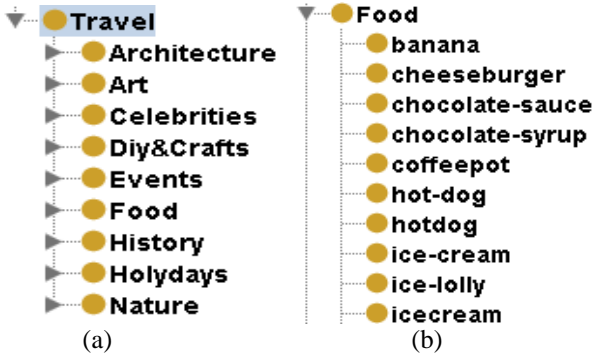 Travel
Architecture
Art
Celebrities
Diy&Crafts
Events
Food
History
Holydays
Nature
(a)
Food
banana
cheeseburger
chocolate-sauce
chocolate-syrup
coffeepot
hot-dog
hotdog
ice-cream
ice-lolly
icecream
(b)